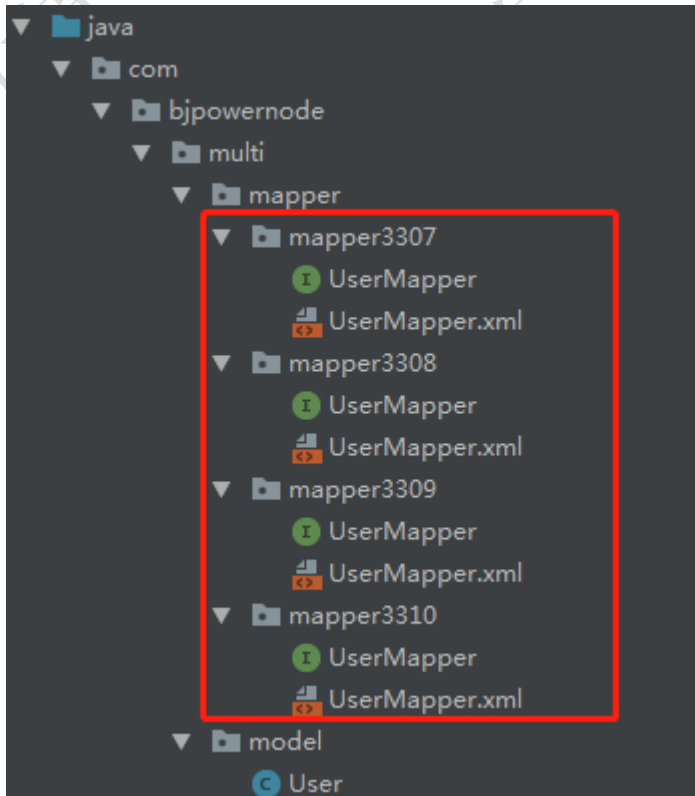 java
com
bjpowernode
multi
mapper
mapper3307
I UserMapper
UserMapper.xml
mapper3308
I UserMapper
UserMapper.xml
mapper3309
I UserMapper
UserMapper.xml
mapper3310
I UserMapper
UserMapper.xml
model
C User